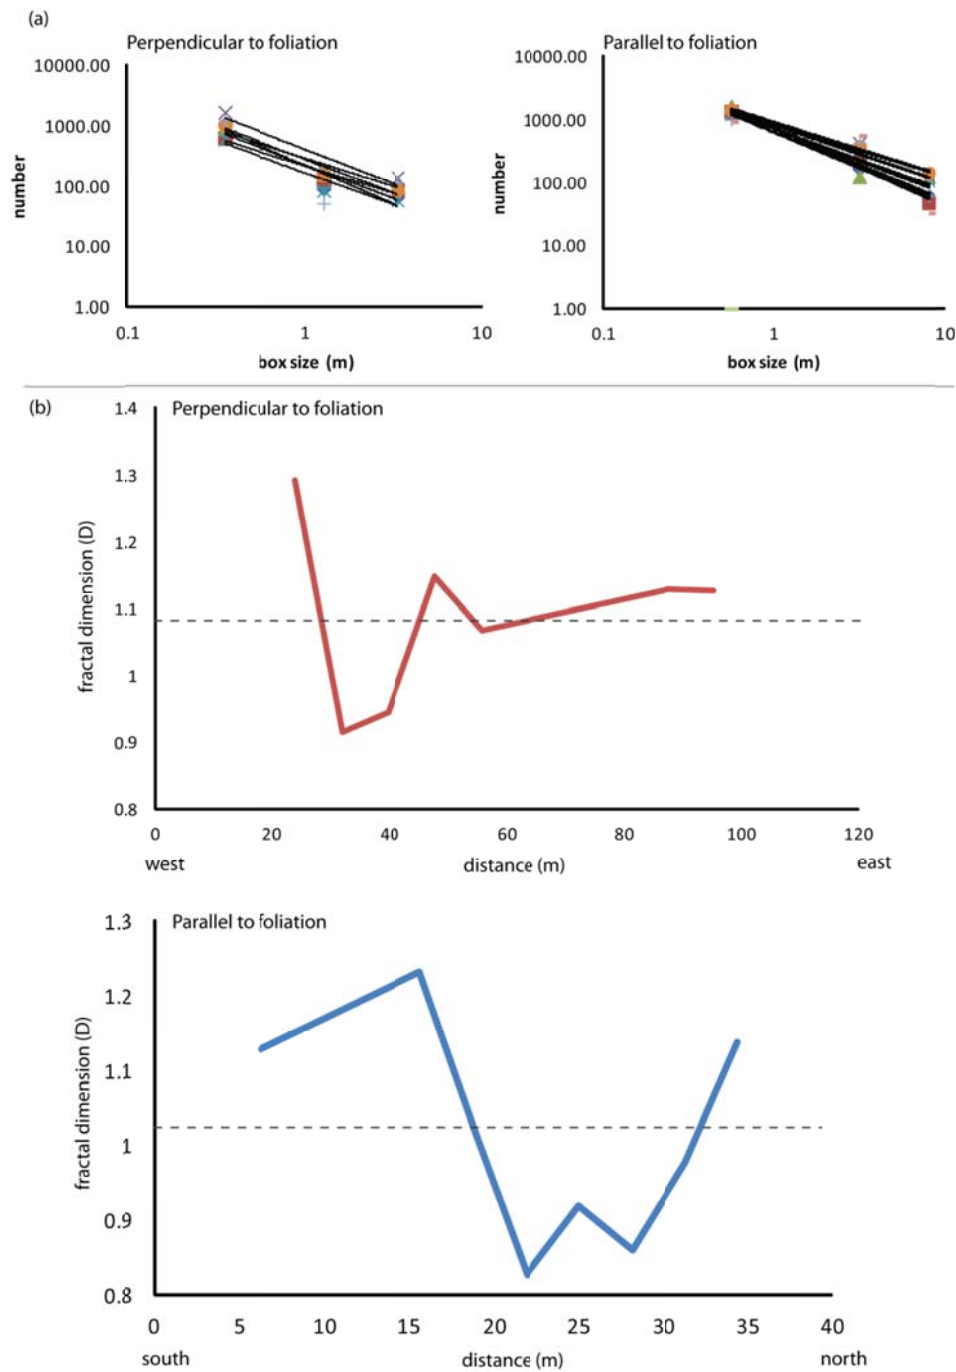 (a)
Perpendicular to foliation
10000.00
1000.00
100.00
10.00
1.00
number
0.1
1
10
box size (m)
Parallel to foliation
10000.00
1000.00
100.00
10.00
1.00
number
0.1
1
10
box size (m)
(b)
Perpendicular to foliation
1.4
1.3
1.2
1.1
1
0.9
0.8
fractal dimension (D)
0
20
40
60
80
100
120
west
distance (m)
east
Parallel to foliation
1.3
1.2
1.1
1
0.9
0.8
fractal dimension (D)
0
5
10
15
20
25
30
35
40
south
distance (m)
north